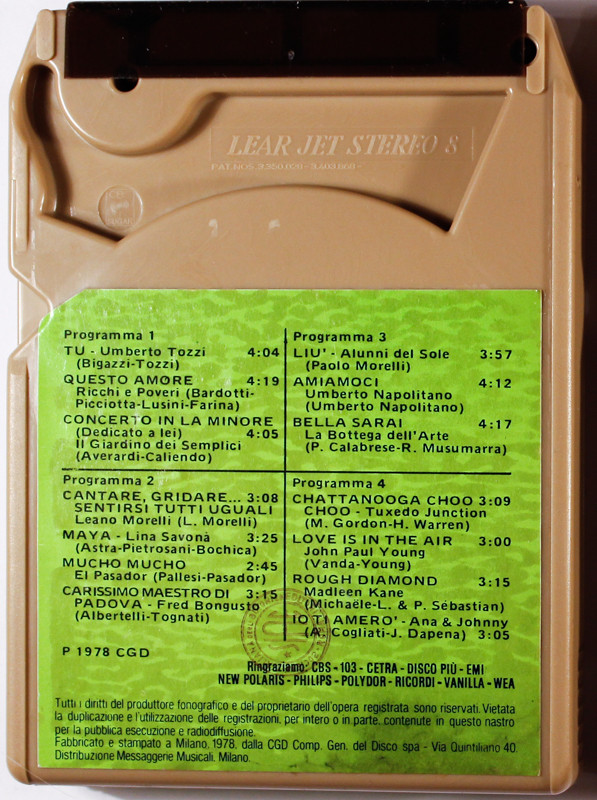 LEAR JET STEREO 8
PAT. NOS. 3,350,026 - 3,403,868 -
Programma 1
TU - Umberto Tozzi 4:04
(Bigazzi-Tozzi)
QUESTO AMORE 4:19
Ricchi e Poveri (Bardotti-
Picciotta-Lusini-Farina)
CONCERTO IN LA MINORE
(Dedicato a lei) 4:05
Il Giardino dei Semplici
(Averardi-Caliendo)
Programma 2
CANTARE, GRIDARE... 3:08
SENTIRSI TUTTI UGUALI
Leano Morelli (L. Morelli)
MAYA - Lina Savonà 3:25
(Astra-Pietrosani-Bochica)
MUCHO MUCHO 2:45
El Pasador (Pallesi-Pasador)
CARISSIMO MAESTRO DI 3:15
PADOVA - Fred Bongusto
(Albertelli-Tognati)
Programma 3
LIU' - Alunni del Sole 3:57
(Paolo Morelli)
AMIAMOCI 4:12
Umberto Napolitano
(Umberto Napolitano)
BELLA SARAI 4:17
La Bottega dell'Arte
(P. Calabrese-R. Musumarra)
Programma 4
CHATTANOOGA CHOO 3:09
CHOO - Tuxedo Junction
(M. Gordon-H. Warren)
LOVE IS IN THE AIR 3:00
John Paul Young
(Vanda-Young)
ROUGH DIAMOND 3:15
Madleen Kane
(Michaële-L. & P. Sébastian)
IO TI AMERO' - Ana & Johnny
(A. Cogliati-J. Dapena) 3:05
P 1978 CGD
Ringraziamo: CBS - 103 - CETRA - DISCO PIÙ - EMI
NEW POLARIS - PHILIPS - POLYDOR - RICORDI - VANILLA - WEA
Tutti i diritti del produttore fonografico e del proprietario dell'opera registrata sono riservati. Vietata
la duplicazione e l'utilizzazione delle registrazioni, per intero o in parte, contenute in questo nastro
per la pubblica esecuzione e radiodiffusione.
Fabbricato e stampato a Milano, 1978, dalla CGD Comp. Gen. del Disco spa - Via Quintiliano 40.
Distribuzione Messaggerie Musicali. Milano.